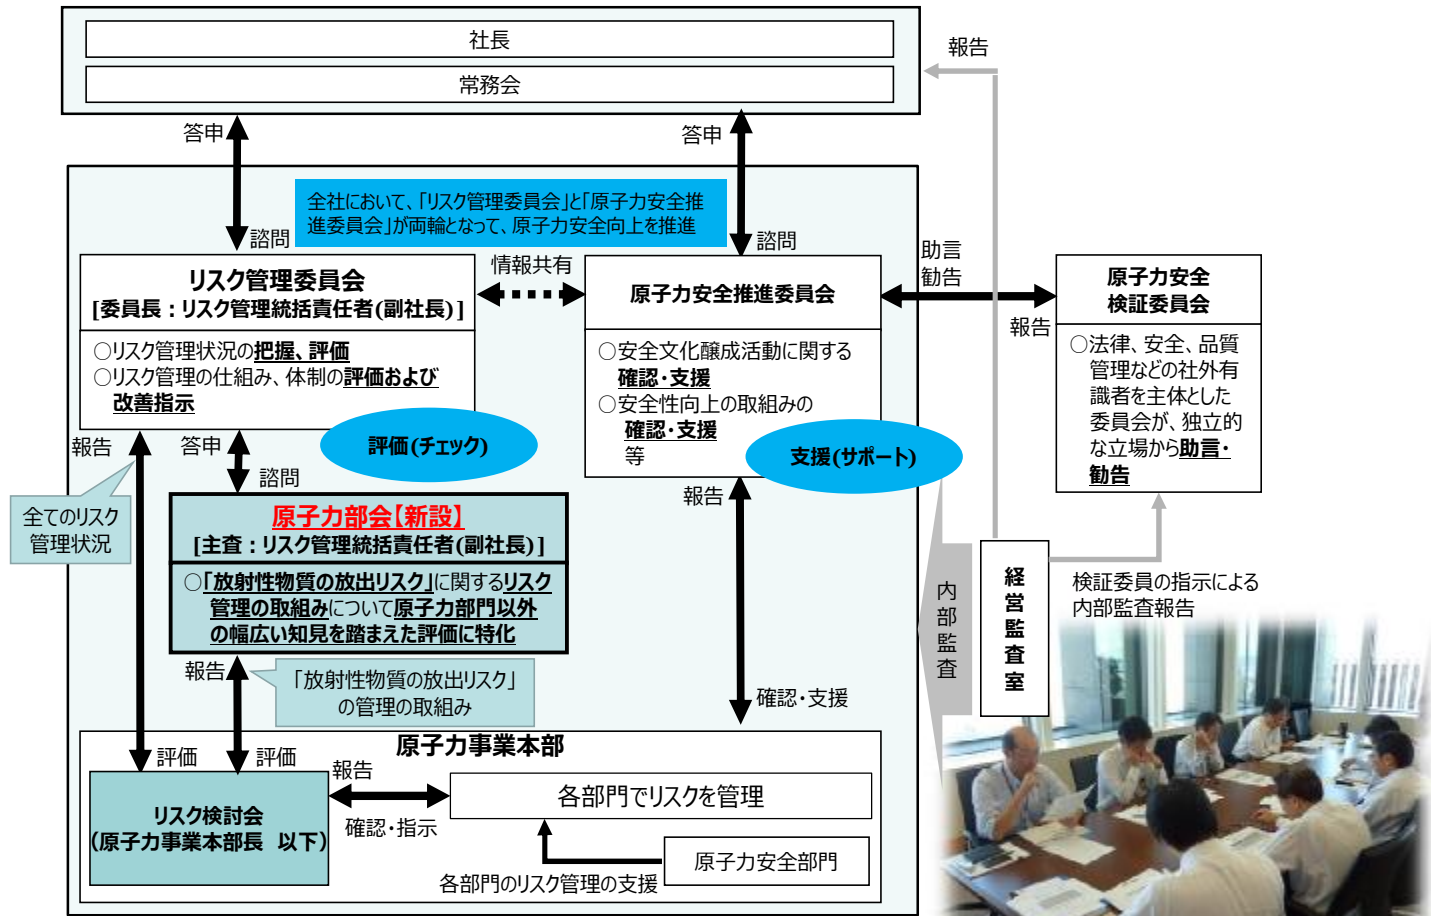 社長
常務会
報告
答申
答申
全社において、「リスク管理委員会」と「原子力安全推
進委員会」が両輪となって、原子力安全向上を推進
諮問
諮問
情報共有
助言
勧告
報告
リスク管理委員会
[委員長：リスク管理統括責任者(副社長)]
○リスク管理状況の把握、評価
○リスク管理の仕組み、体制の評価および
改善指示
原子力安全推進委員会
○安全文化醸成活動に関する
確認・支援
○安全性向上の取組みの
確認・支援
等
原子力安全
検証委員会
○法律、安全、品質
管理などの社外有
識者を主体とした
委員会が、独立的
な立場から助言・
勧告
評価(チェック)
支援(サポート)
報告
答申
諮問
報告
全てのリスク
管理状況
原子力部会【新設】
[主査：リスク管理統括責任者(副社長)]
○「放射性物質の放出リスク」に関するリスク
管理の取組みについて原子力部門以外
の幅広い知見を踏まえた評価に特化
内部監査
経営監査室
検証委員の指示による
内部監査報告
報告
「放射性物質の放出リスク」
の管理の取組み
確認・支援
原子力事業本部
評価
評価
報告
リスク検討会
(原子力事業本部長　以下)
確認・指示
各部門でリスクを管理
原子力安全部門
各部門のリスク管理の支援